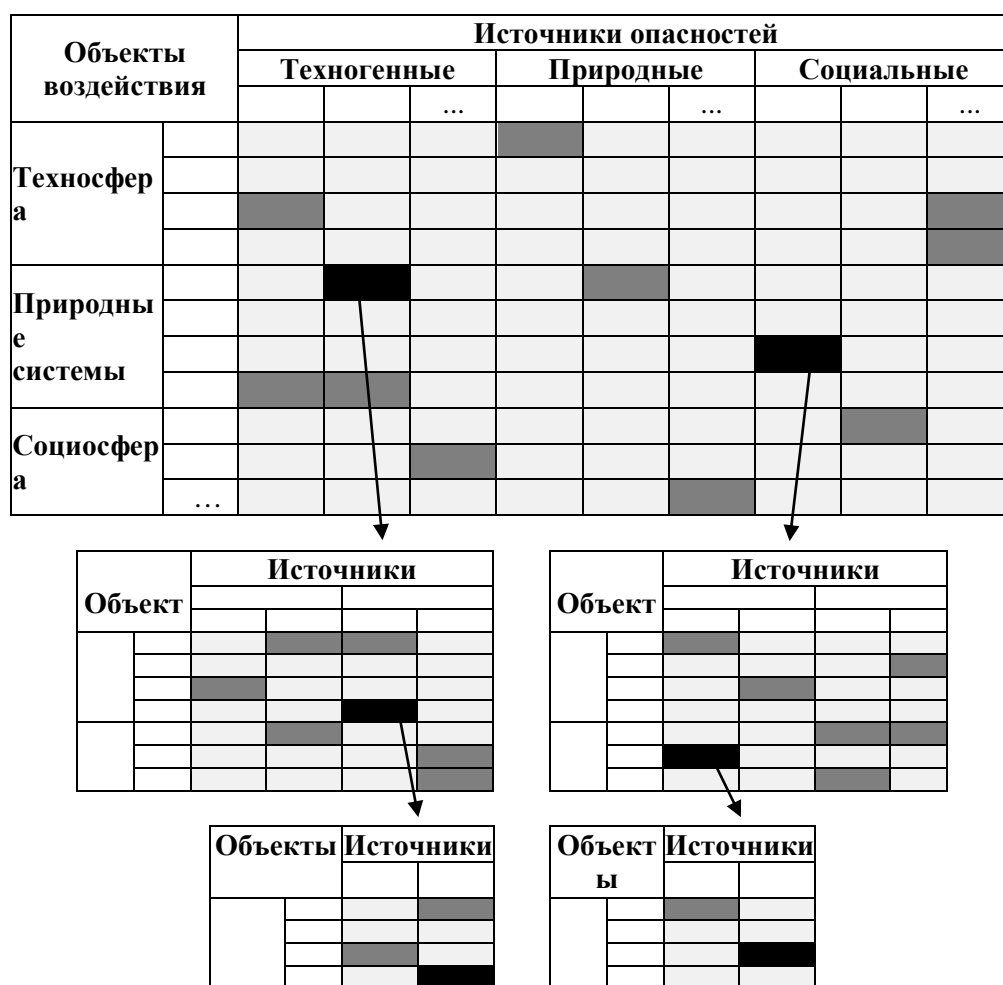 Объекты
воздействия
Источники опасностей
Техногенные Природные Социальные
... ... ...
Техносфер
а
Природны
е
системы
Социосфер
а
...
Объект
Источники
Объект
Источники
Объекты Источники
Объект Источники
ы